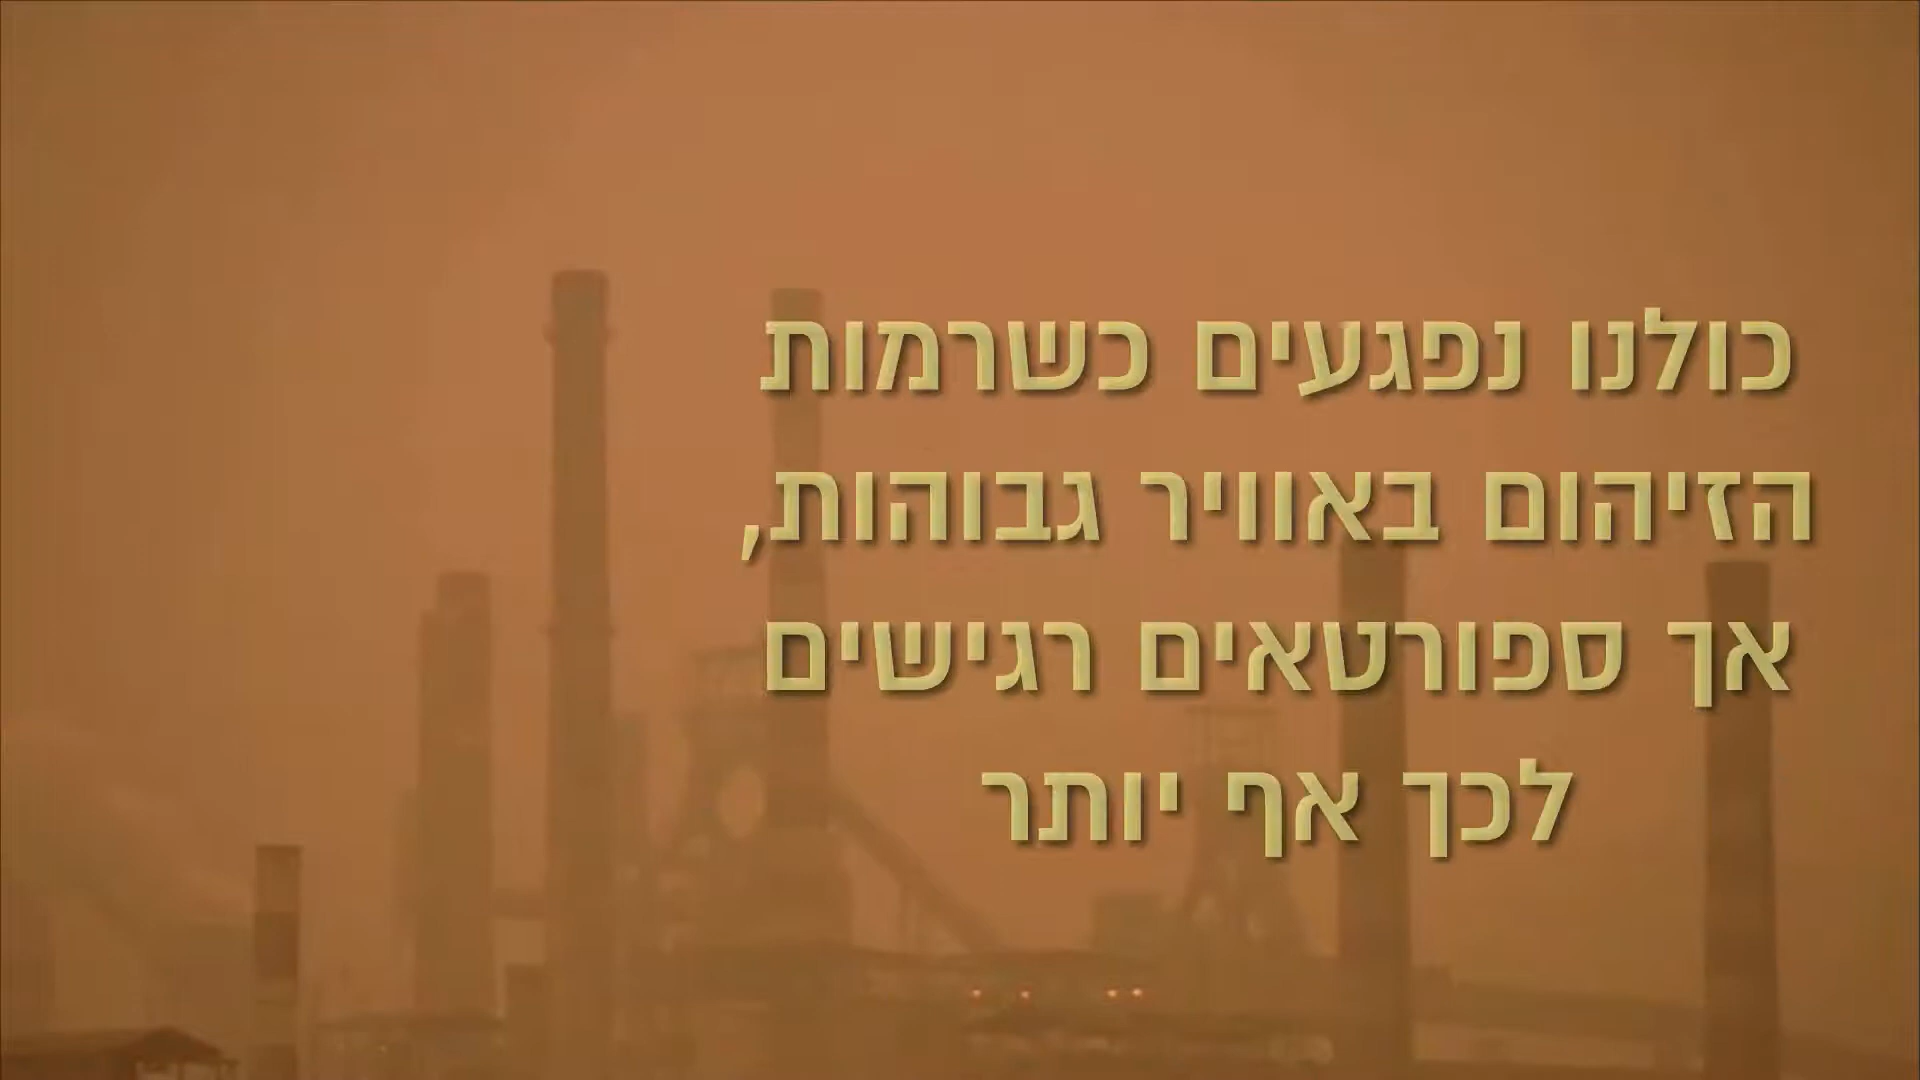 כולנו נפגעים כשרמות
הזיהום באוויר גבוהות,
אך ספורטאים רגישים
לכך אף יותר